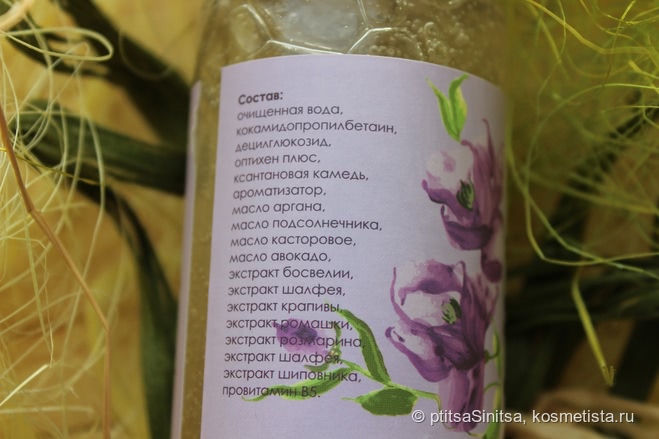 Состав:
очищенная вода,
кокамидопропилбетаин,
децилглюкозид,
оптихен плюс,
ксантановая камедь,
ароматизатор,
масло аргана,
масло подсолнечника,
масло касторовое,
масло авокадо,
экстракт босвелии,
экстракт шалфея,
экстракт крапивы,
экстракт ромашки,
экстракт розмарина,
экстракт шалфея,
экстракт шиповника,
провитамин B5.
© ptitsaSinitsa, kosmetista.ru